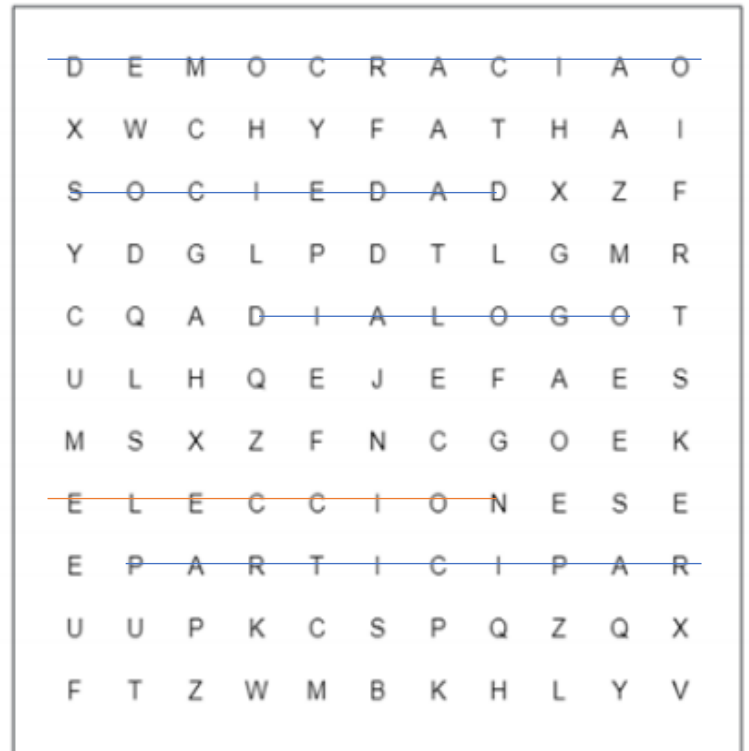 D E M O C R A C I A O
X W C H Y F A T H A I
S O C I E D A D X Z F
Y D G L P D T L G M R
C Q A D I A L O G O T
U L H Q E J E F A E S
M S X Z F N C G O E K
E L E C C I O N E S E
E P A R T I C I P A R
U U P K C S P Q Z Q X
F T Z W M B K H L Y V